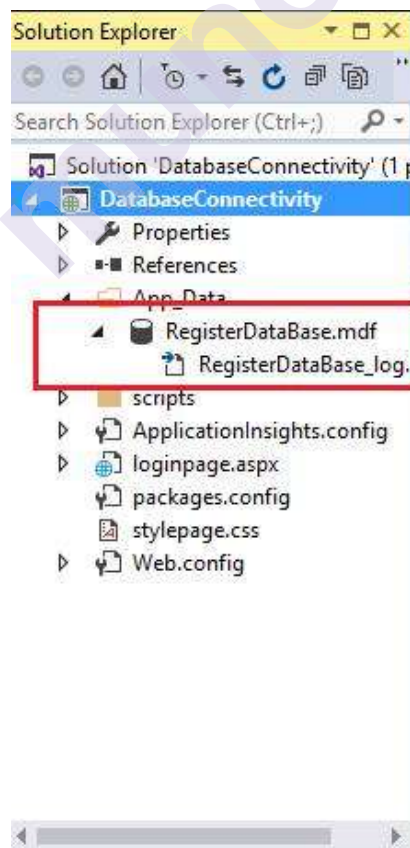 Solution Explorer
Search Solution Explorer (Ctrl+;)
Solution 'DatabaseConnectivity' (1 p
DatabaseConnectivity
Properties
References
App_Data
RegisterDataBase.mdf
RegisterDataBase_log.
scripts
ApplicationInsights.config
loginpage.aspx
packages.config
stylepage.css
Web.config